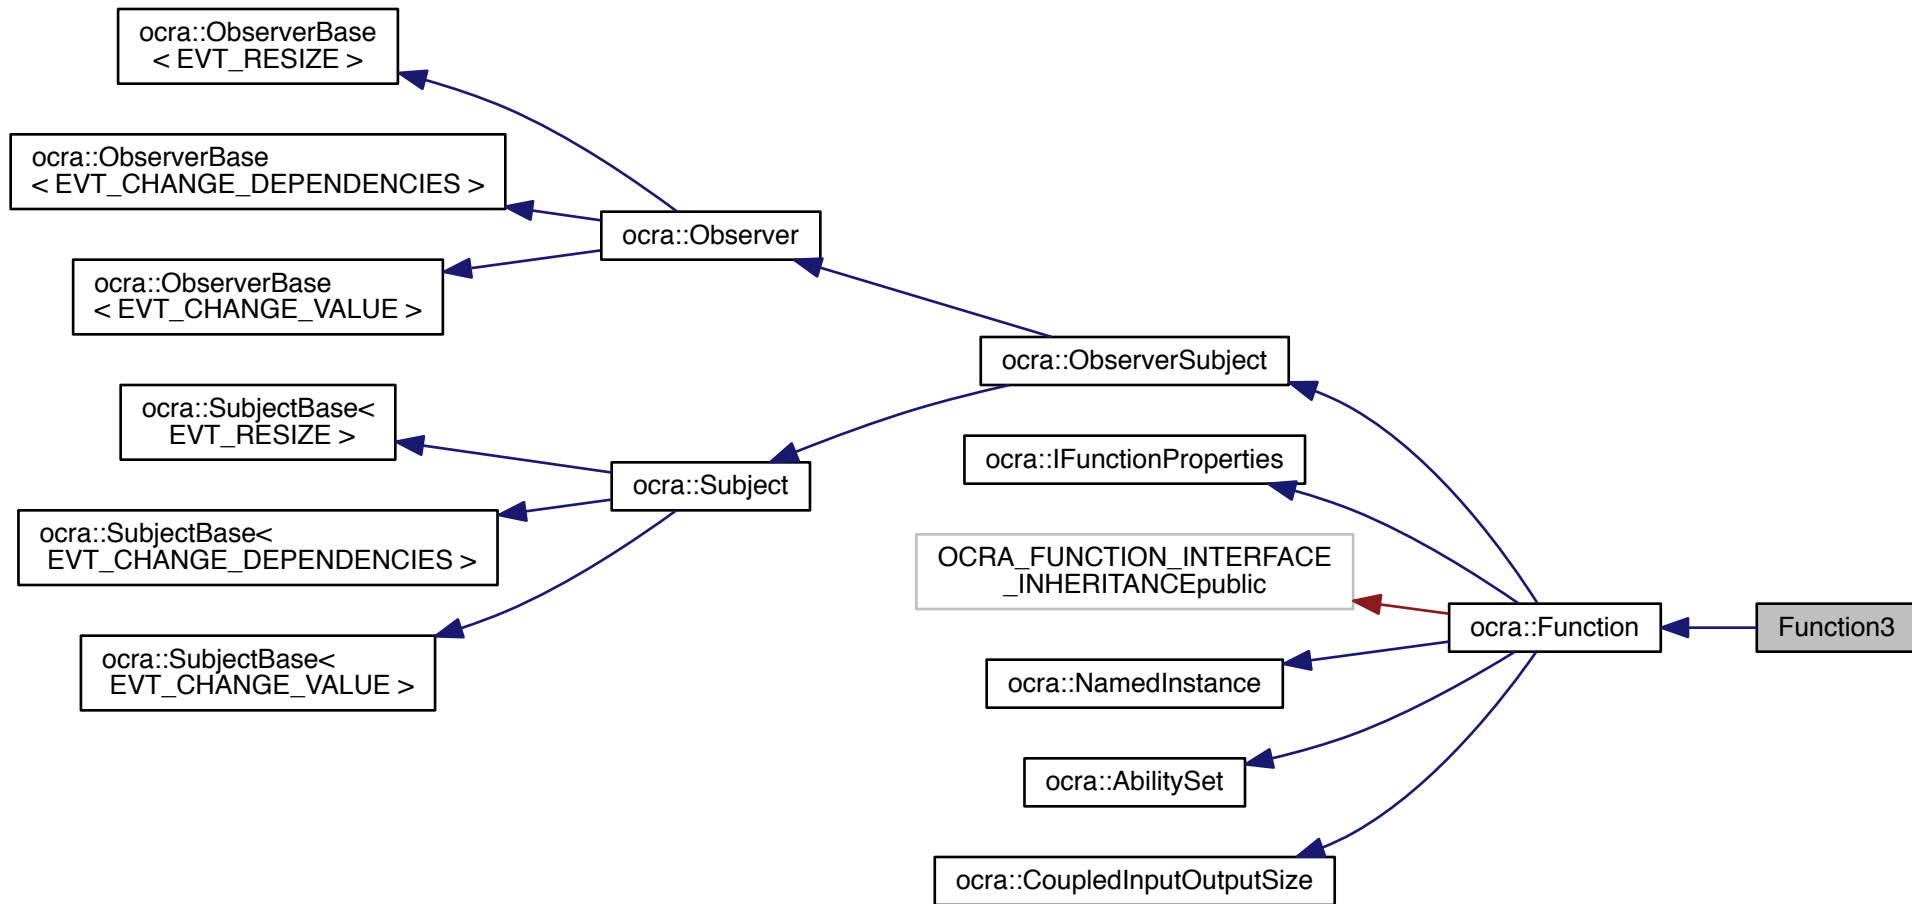 ocra::ObserverBase
< EVT_RESIZE >
ocra::ObserverBase
< EVT_CHANGE_DEPENDENCIES >
ocra::Observer
ocra::ObserverBase
< EVT_CHANGE_VALUE >
ocra::ObserverSubject
ocra::SubjectBase<
EVT_RESIZE >
ocra::IFunctionProperties
ocra::Subject
ocra::SubjectBase<
EVT_CHANGE_DEPENDENCIES >
OCRA_FUNCTION_INTERFACE
_INHERITANCEpublic
ocra::Function
Function3
ocra::SubjectBase<
EVT_CHANGE_VALUE >
ocra::NamedInstance
ocra::AbilitySet
ocra::CoupledInputOutputSize